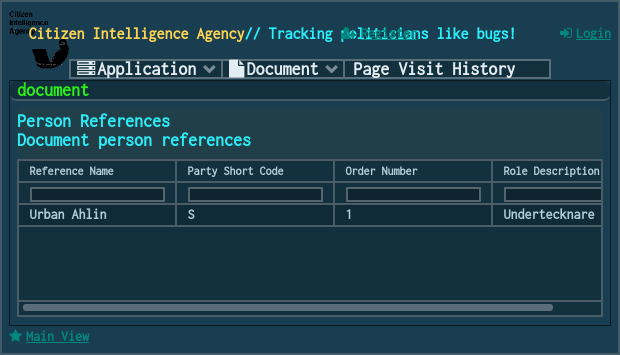 Citizen
Intelligence
Agency
Citizen Intelligence Agency// Tracking politicians like bugs!
Register
Login
Application
Document
Page Visit History
document
Person References
Document person references
Reference Name Party Short Code Order Number Role Description
Urban Ahlin S 1 Undertecknare
Main View